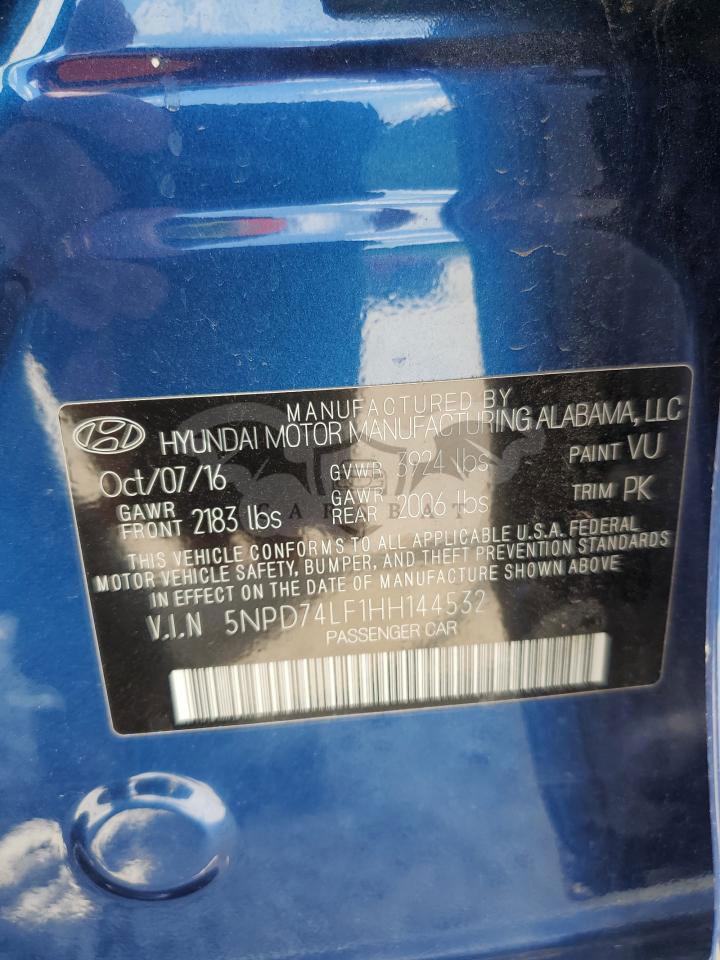 MANUFACTURED BY
HYUNDAI MOTOR MANUFACTURING ALABAMA, LLC
Oct/07/16 GVWR 3924 lbs PAINT VU
GAWR FRONT 2183 lbs GAWR REAR 2006 lbs TRIM PK
THIS VEHICLE CONFORMS TO ALL APPLICABLE U.S.A. FEDERAL
MOTOR VEHICLE SAFETY, BUMPER, AND THEFT PREVENTION STANDARDS
IN EFFECT ON THE DATE OF MANUFACTURE SHOWN ABOVE
V.I.N 5NPD74LF1HH144532
PASSENGER CAR